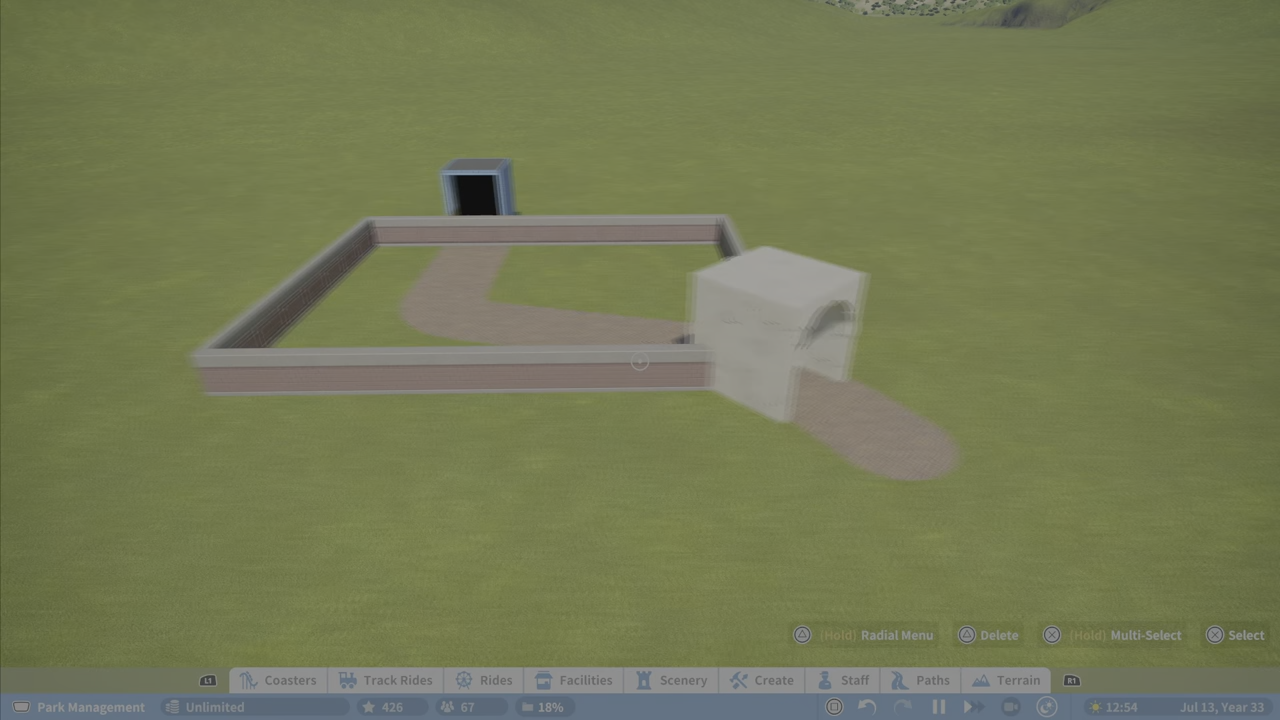 (Hold) Radial Menu Delete (Hold) Multi-Select Select
L1 Coasters Track Rides Rides Facilities Scenery Create Staff Paths Terrain R1
Park Management Unlimited 426 67 18% 12:54 Jul 13, Year 33